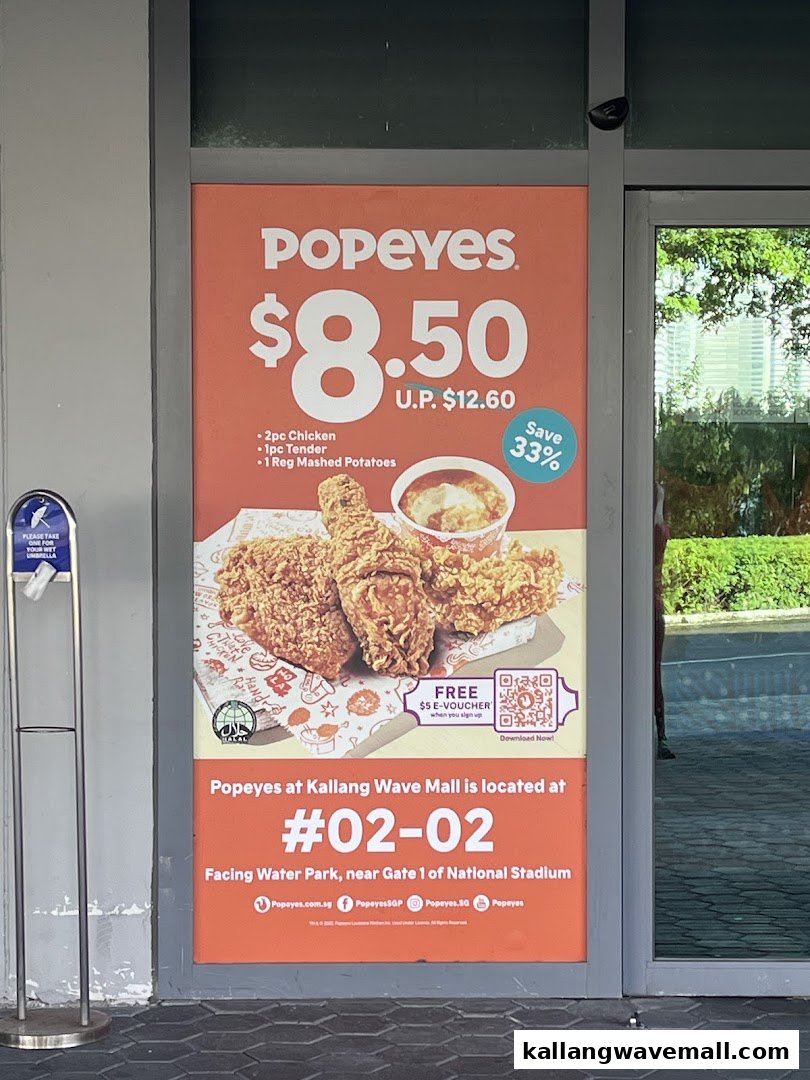 POPEYES
$8.50
U.P. $12.60
• 2pc Chicken
• 1pc Tender
• 1 Reg Mashed Potatoes
Save
33%
PLEASE TAKE
ONE FOR
YOUR WET
UMBRELLA
FREE
$5 E-VOUCHER*
when you sign up
Download Now!
HALAL
Popeyes at Kallang Wave Mall is located at
#02-02
Facing Water Park, near Gate 1 of National Stadium
Popeyes.com.sg PopeyesSGP Popeyes.SG Popeyes
kallangwavemall.com